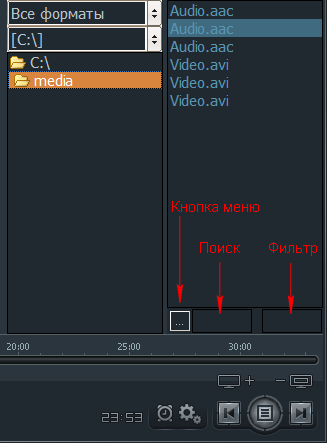 Все форматы
[C:\]
C:\
media
Audio.aac
Audio.aac
Audio.aac
Video.avi
Video.avi
Video.avi
Кнопка меню
Поиск
Фильтр
...
20:00 25:00 30:00
23:53